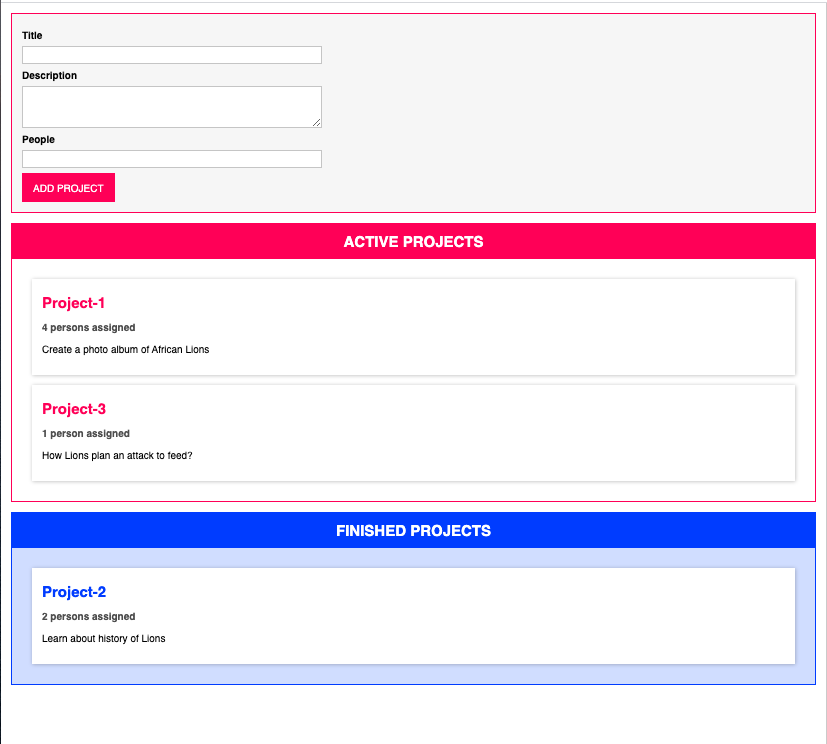 Title
Description
People
ADD PROJECT
ACTIVE PROJECTS
Project-1
4 persons assigned
Create a photo album of African Lions
Project-3
1 person assigned
How Lions plan an attack to feed?
FINISHED PROJECTS
Project-2
2 persons assigned
Learn about history of Lions